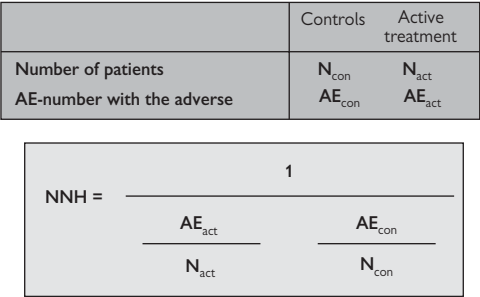 Controls Active treatment
Number of patients N_con N_act
AE-number with the adverse AE_con AE_act
1
NNH =
AE_act AE_con
N_act N_con